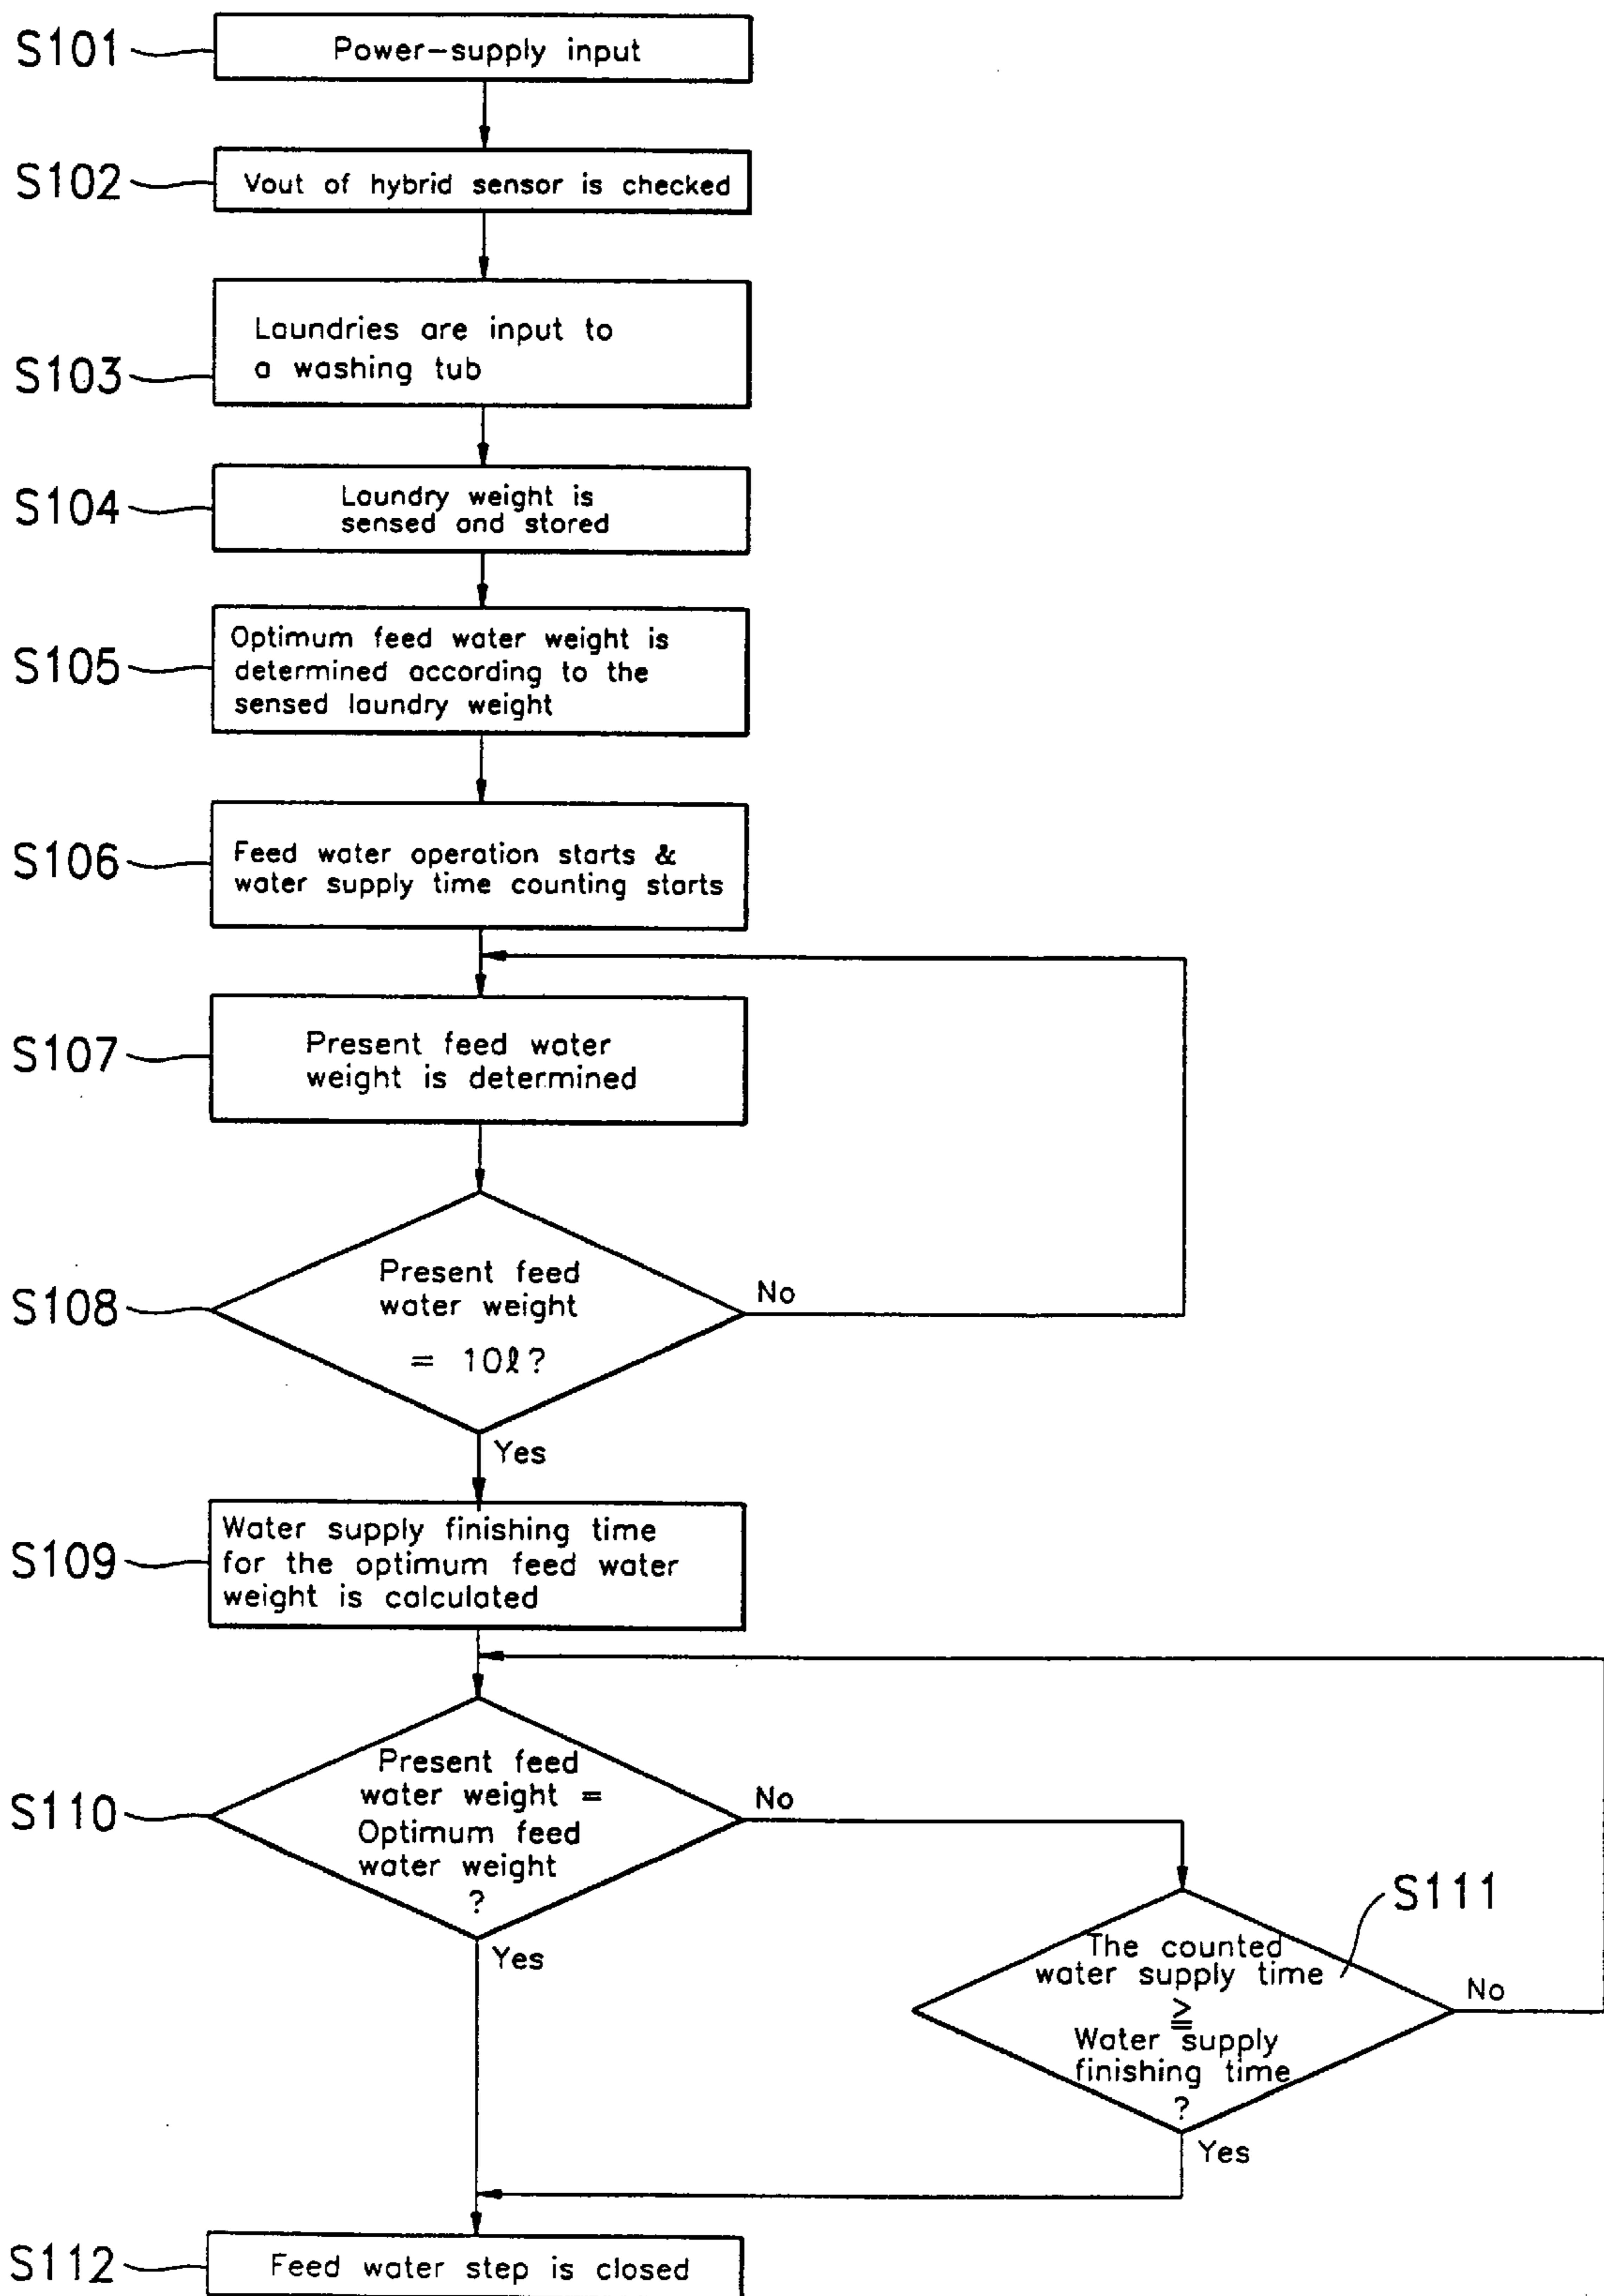 S101
Power-supply input
S102
Vout of hybrid sensor is checked
S103
Laundries are input to
a washing tub
S104
Laundry weight is
sensed and stored
S105
Optimum feed water weight is
determined according to the
sensed laundry weight
S106
Feed water operation starts &
water supply time counting starts
S107
Present feed water
weight is determined
S108
Present feed
water weight
= 10ℓ?
No
Yes
S109
Water supply finishing time
for the optimum feed water
weight is calculated
S110
Present feed
water weight =
Optimum feed
water weight
?
No
Yes
S111
The counted
water supply time
≧
Water supply
finishing time
?
No
Yes
S112
Feed water step is closed